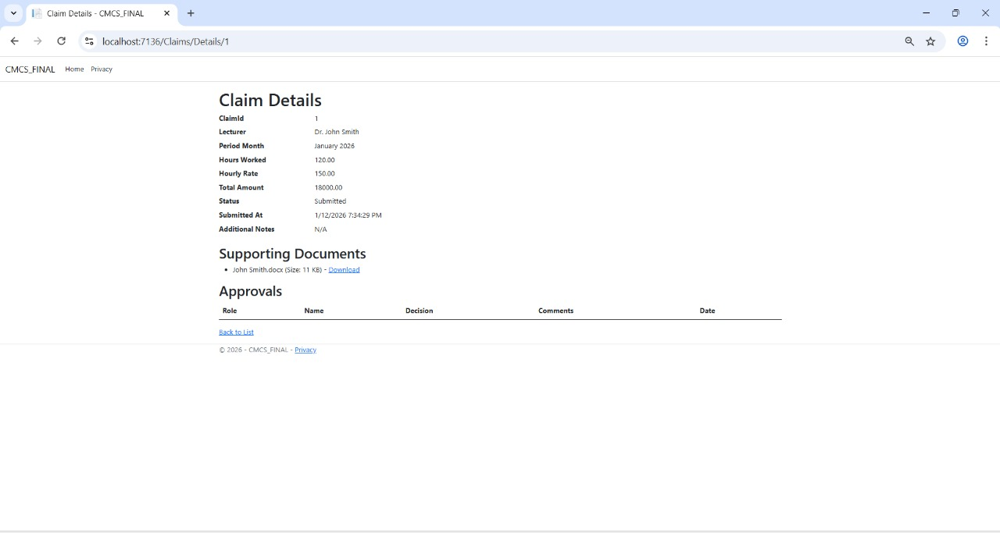 Claim Details - CMCS_FINAL
localhost:7136/Claims/Details/1
CMCS_FINAL Home Privacy
Claim Details
ClaimId 1
Lecturer Dr. John Smith
Period Month January 2026
Hours Worked 120.00
Hourly Rate 150.00
Total Amount 18000.00
Status Submitted
Submitted At 1/12/2026 7:34:29 PM
Additional Notes N/A
Supporting Documents
• John Smith.docx (Size: 11 KB) - Download
Approvals
Role Name Decision Comments Date
Back to List
© 2026 - CMCS_FINAL - Privacy